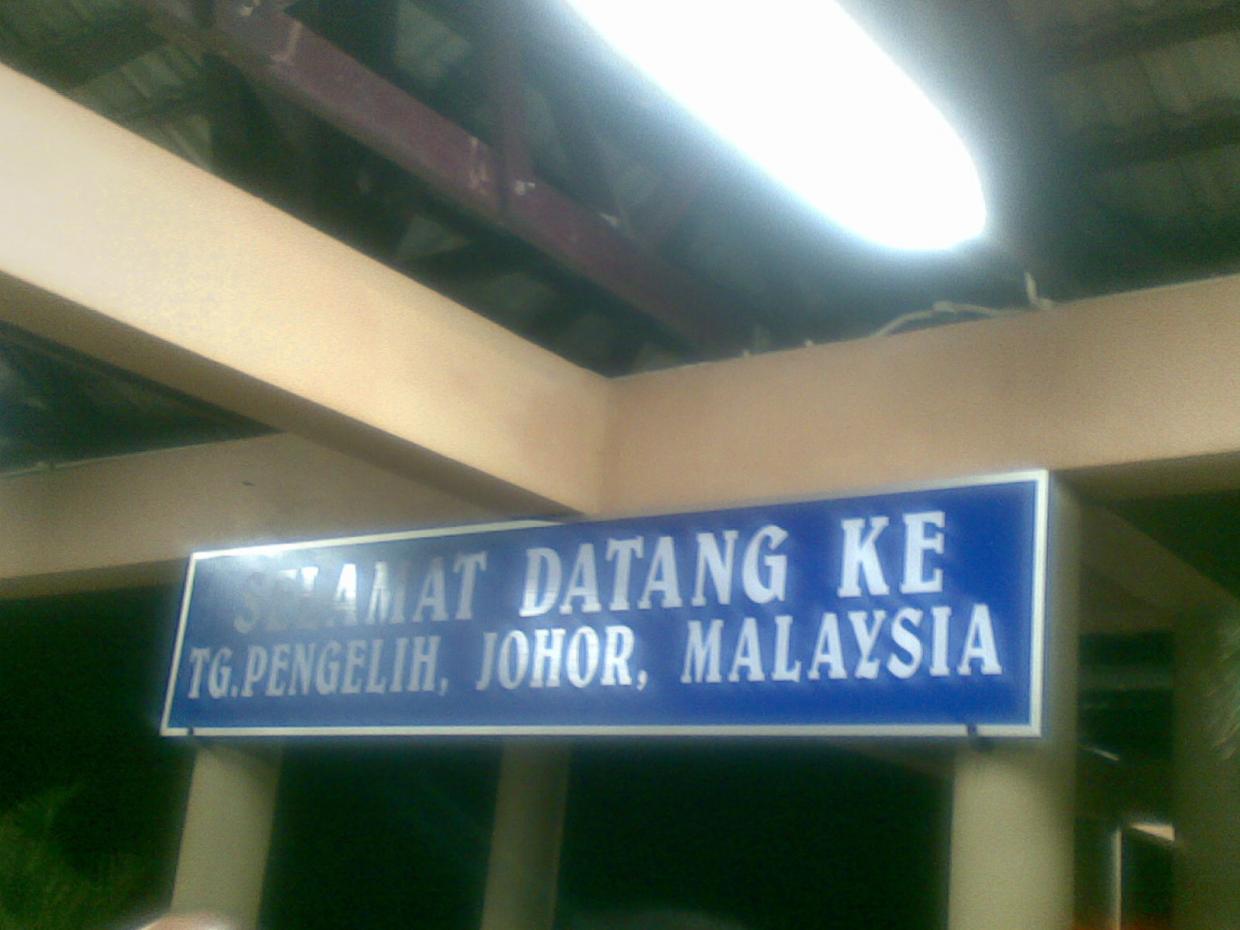 SELAMAT DATANG KE
TG.PENGELIH, JOHOR, MALAYSIA